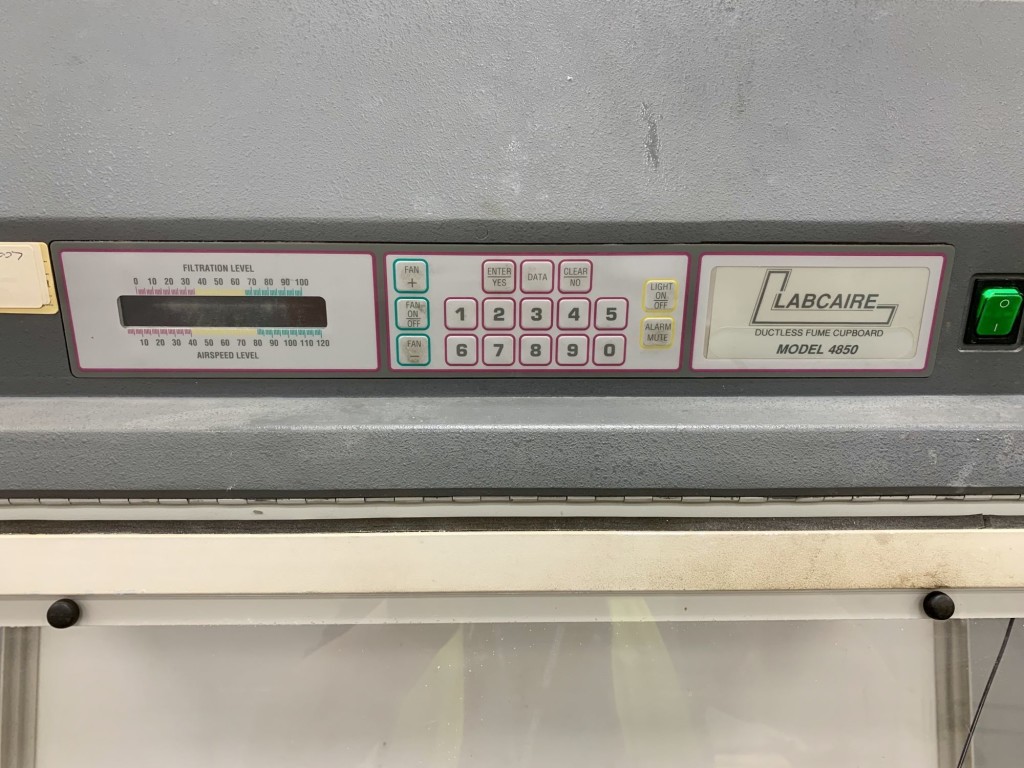 FILTRATION LEVEL
0 10 20 30 40 50 60 70 80 90 100
10 20 30 40 50 60 70 80 90 100 110 120
AIRSPEED LEVEL
FAN
+
FAN
ON
OFF
FAN
−
ENTER
YES
DATA
CLEAR
NO
1 2 3 4 5
6 7 8 9 0
LIGHT
ON
OFF
ALARM
MUTE
LABCAIRE
DUCTLESS FUME CUPBOARD
MODEL 4850